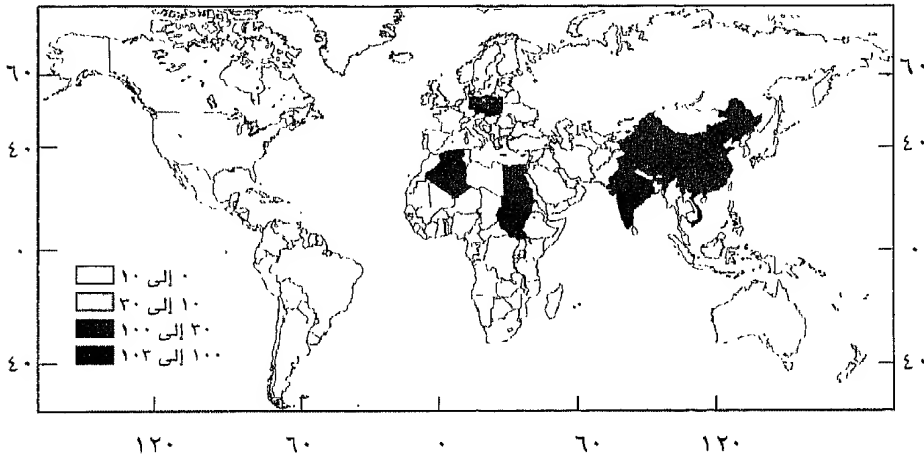 ٦٠ ٦٠
٤٠ ٤٠
٠ ٠
٠ إلى ١٠
١٠ إلى ٣٠
٣٠ إلى ١٠٠
١٠٠ إلى ١٠٣
٤٠ ٤٠
١٢٠ ٦٠ ٠ ٦٠ ١٢٠